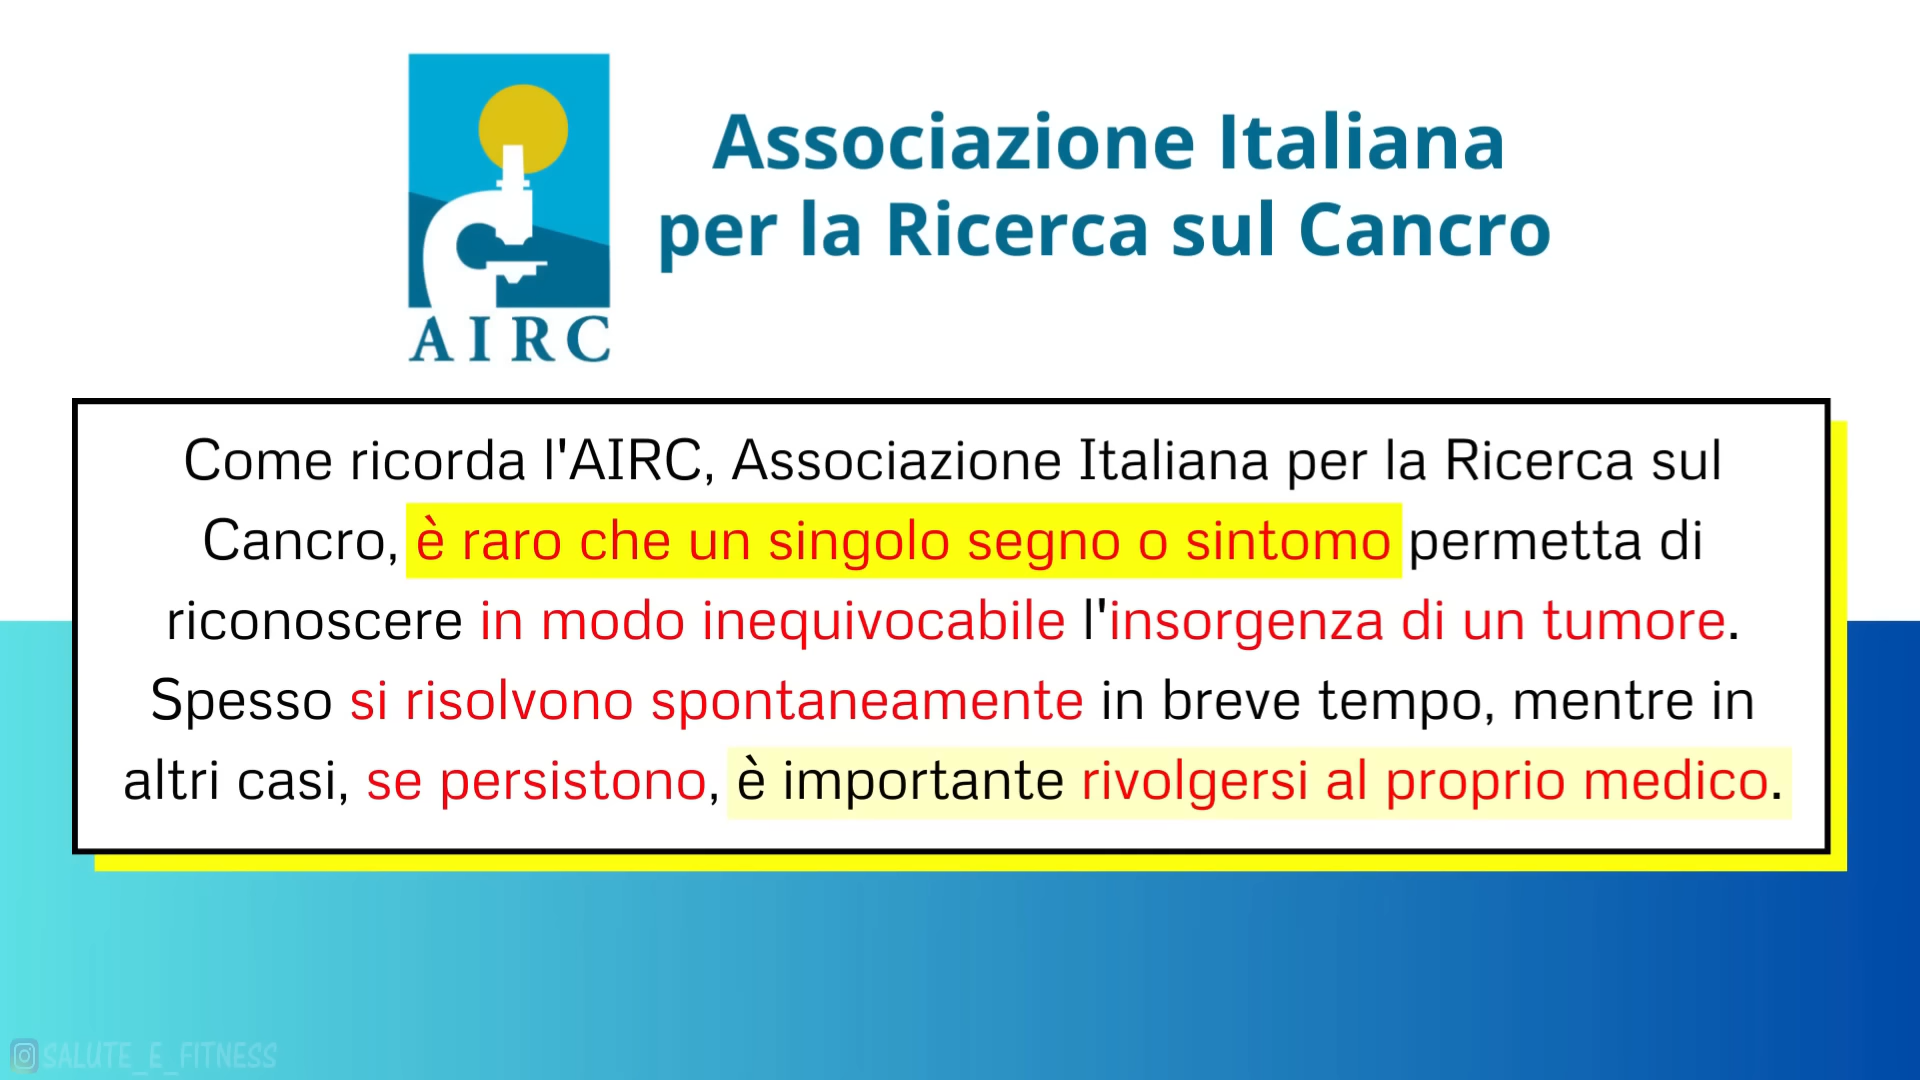 Associazione Italiana
per la Ricerca sul Cancro
AIRC
Come ricorda l'AIRC, Associazione Italiana per la Ricerca sul
Cancro, è raro che un singolo segno o sintomo permetta di
riconoscere in modo inequivocabile l'insorgenza di un tumore.
Spesso si risolvono spontaneamente in breve tempo, mentre in
altri casi, se persistono, è importante rivolgersi al proprio medico.
SALUTE_E_FITNESS